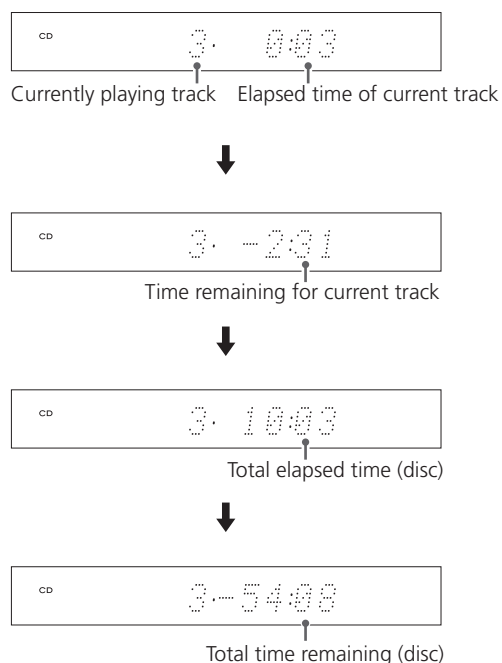 CD 3. 0:03
Currently playing track Elapsed time of current track
CD 3. -2:31
Time remaining for current track
CD 3. 10:03
Total elapsed time (disc)
CD 3.-54:08
Total time remaining (disc)